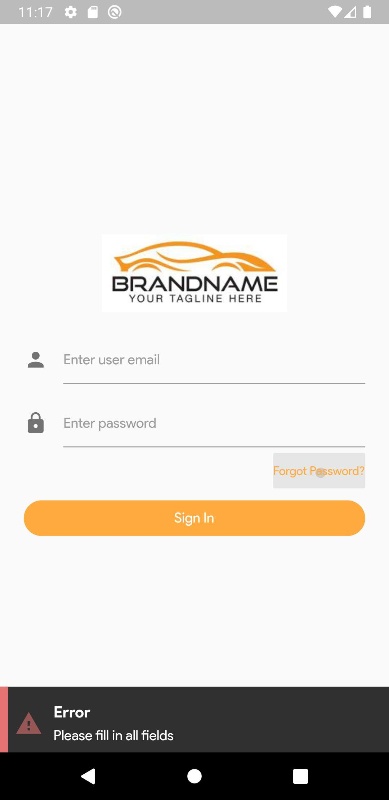 11:17
BRANDNAME
YOUR TAGLINE HERE
Enter user email
Enter password
Forgot Password?
Sign In
Error
Please fill in all fields